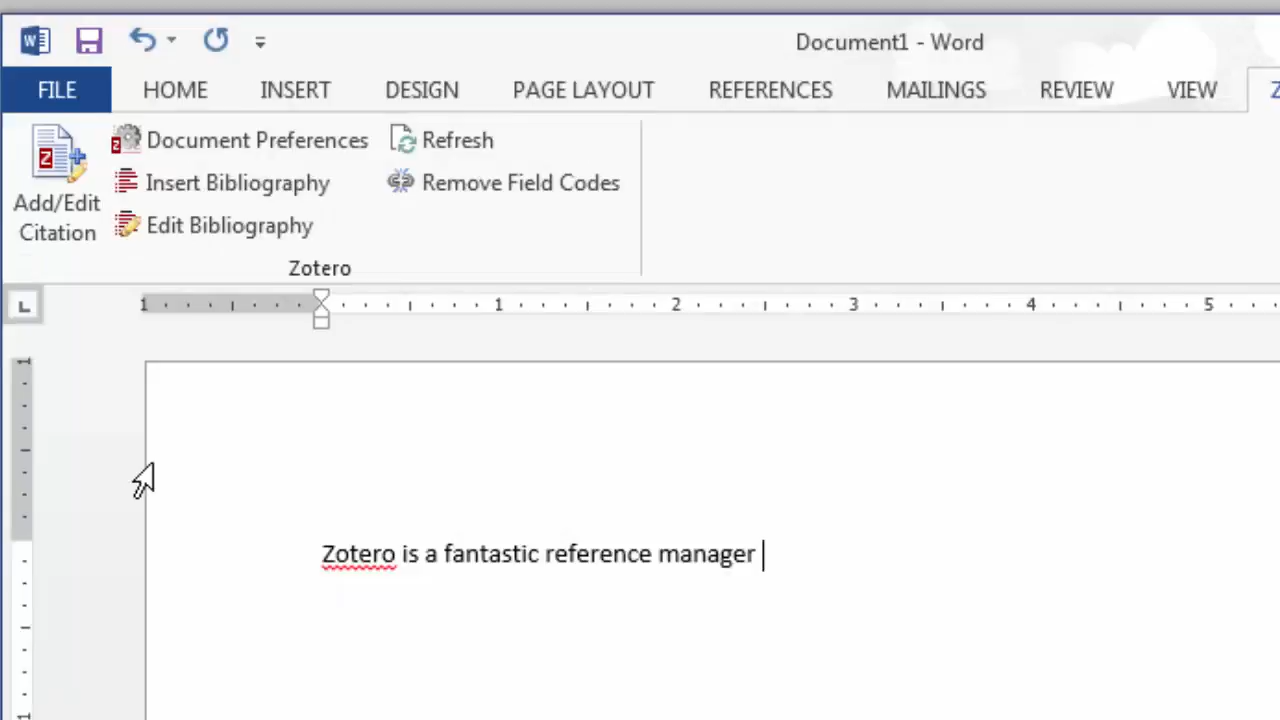 Document1 - Word
FILE HOME INSERT DESIGN PAGE LAYOUT REFERENCES MAILINGS REVIEW VIEW Z
Add/Edit
Citation
Document Preferences
Insert Bibliography
Edit Bibliography
Refresh
Remove Field Codes
Zotero
1 1 2 3 4 5
Zotero is a fantastic reference manager